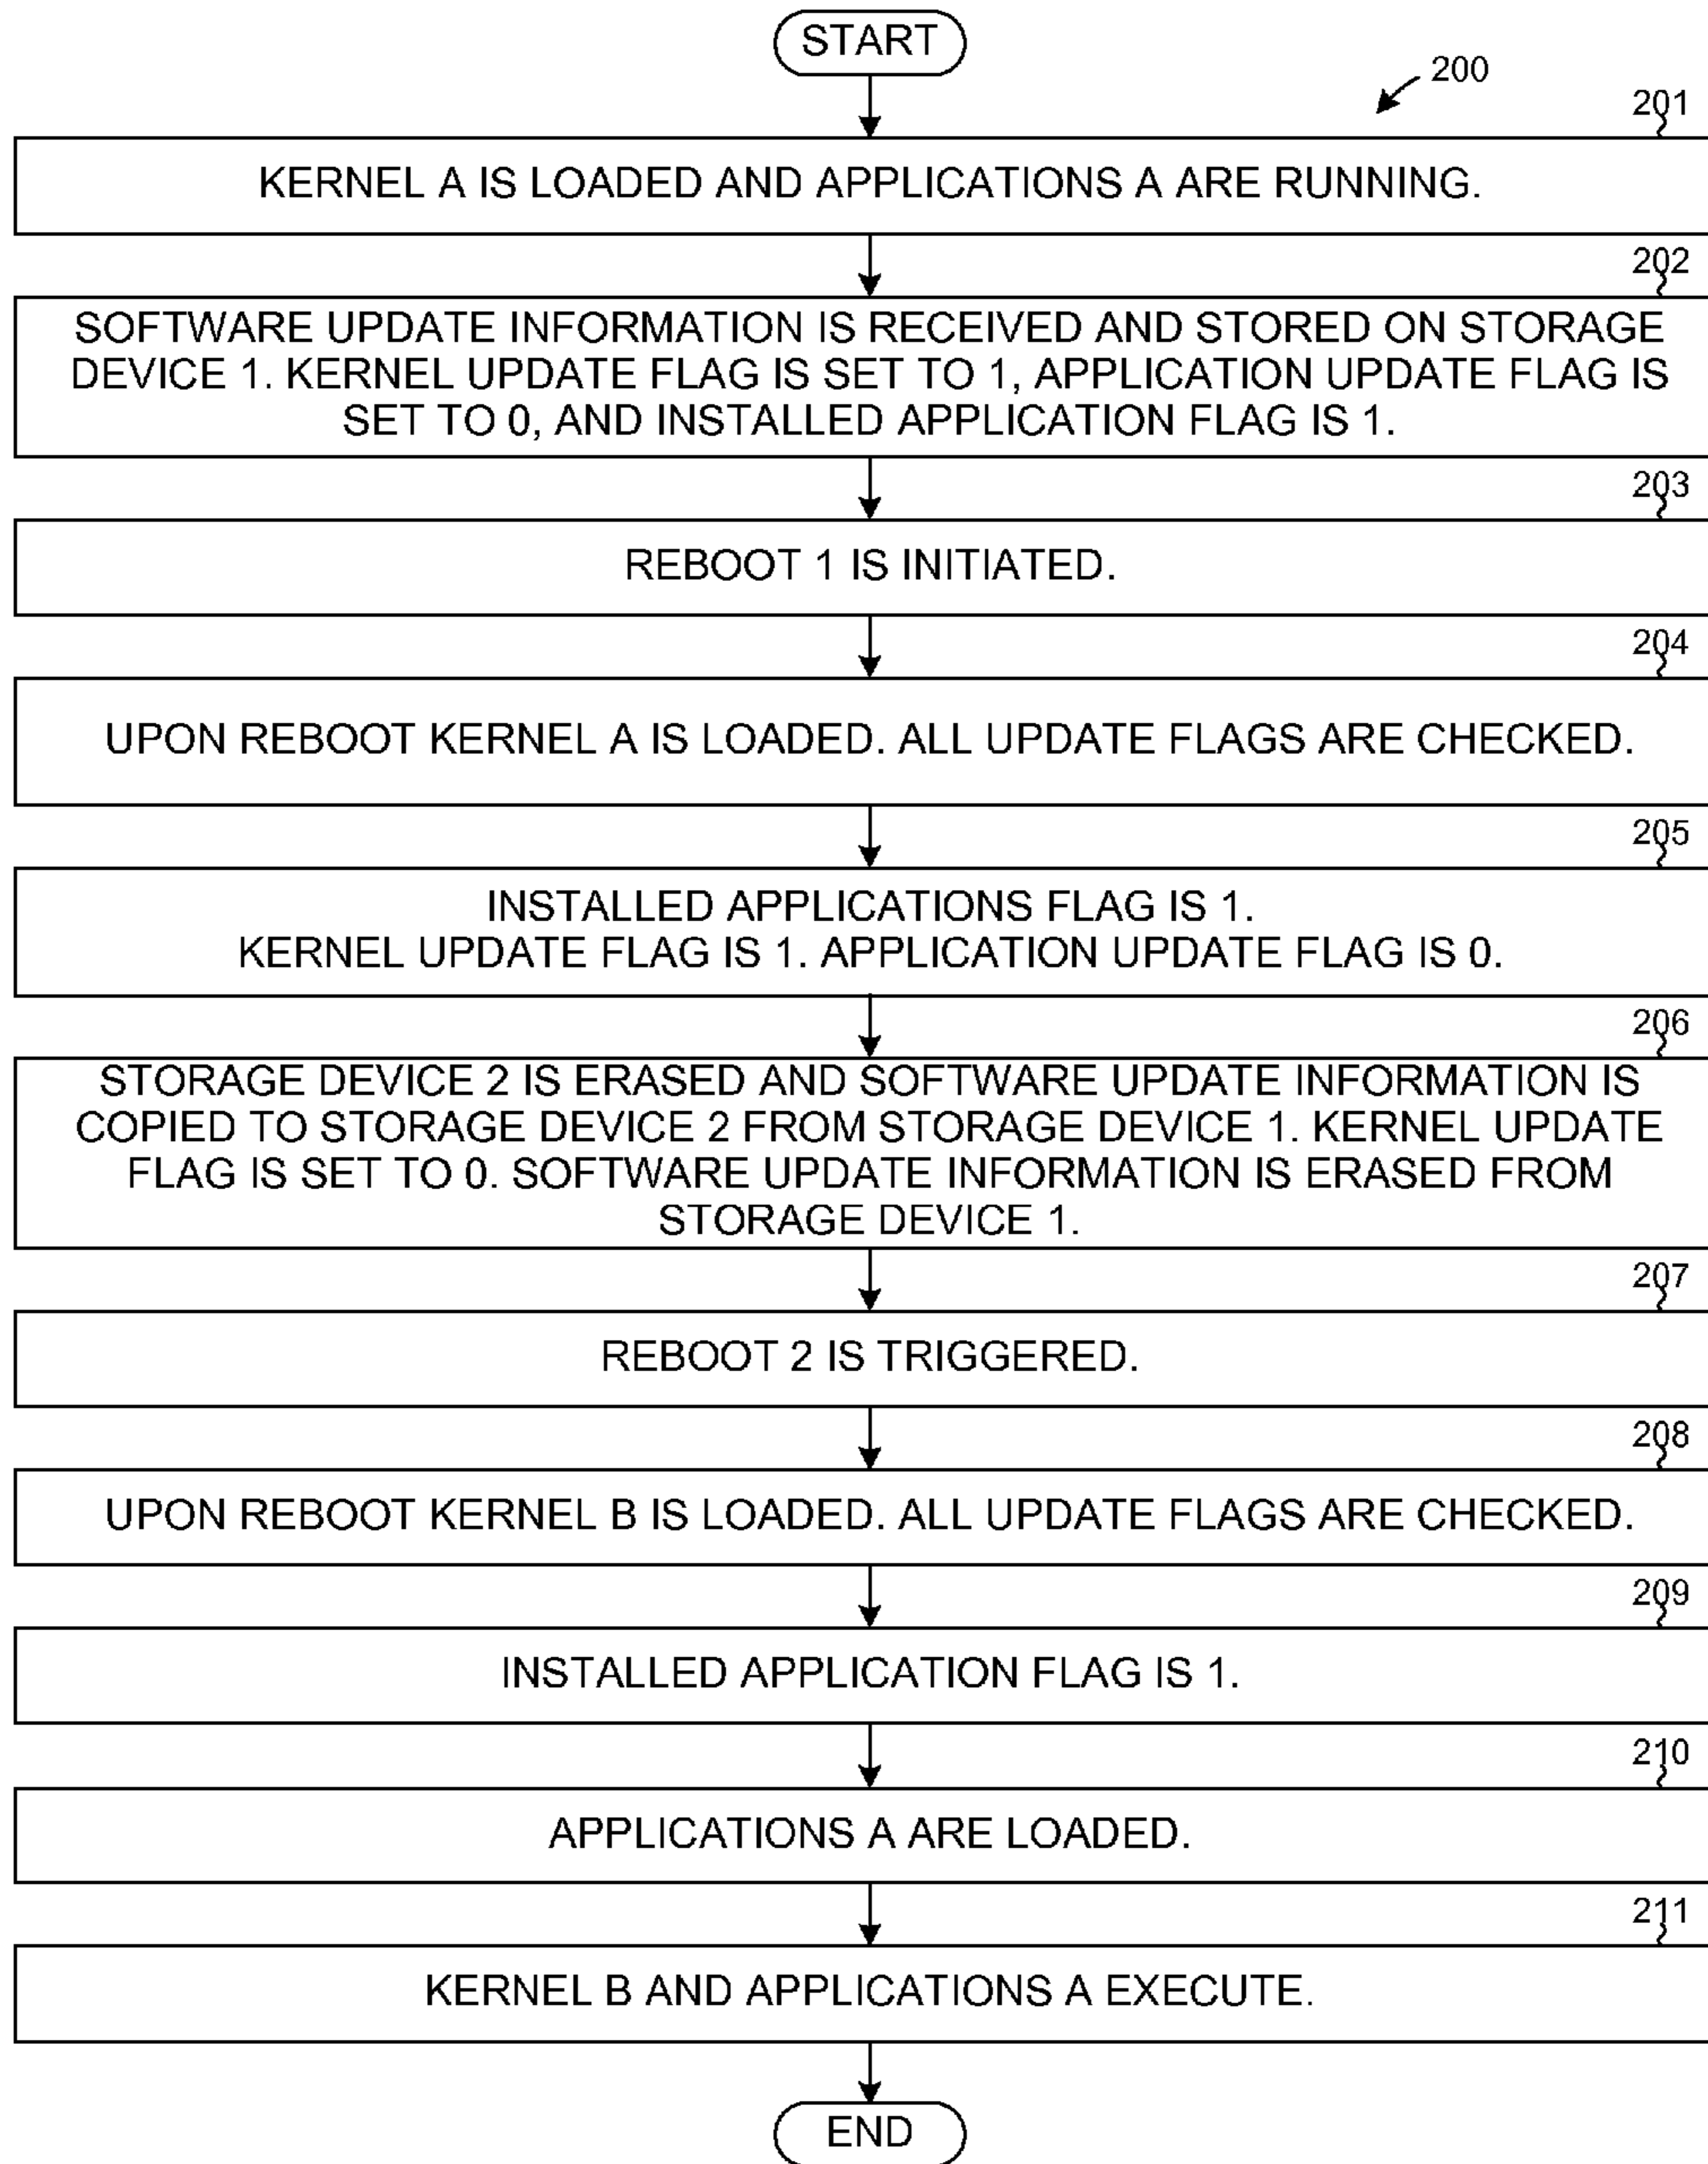 START
200
201
KERNEL A IS LOADED AND APPLICATIONS A ARE RUNNING.
202
SOFTWARE UPDATE INFORMATION IS RECEIVED AND STORED ON STORAGE
DEVICE 1. KERNEL UPDATE FLAG IS SET TO 1, APPLICATION UPDATE FLAG IS
SET TO 0, AND INSTALLED APPLICATION FLAG IS 1.
203
REBOOT 1 IS INITIATED.
204
UPON REBOOT KERNEL A IS LOADED. ALL UPDATE FLAGS ARE CHECKED.
205
INSTALLED APPLICATIONS FLAG IS 1.
KERNEL UPDATE FLAG IS 1. APPLICATION UPDATE FLAG IS 0.
206
STORAGE DEVICE 2 IS ERASED AND SOFTWARE UPDATE INFORMATION IS
COPIED TO STORAGE DEVICE 2 FROM STORAGE DEVICE 1. KERNEL UPDATE
FLAG IS SET TO 0. SOFTWARE UPDATE INFORMATION IS ERASED FROM
STORAGE DEVICE 1.
207
REBOOT 2 IS TRIGGERED.
208
UPON REBOOT KERNEL B IS LOADED. ALL UPDATE FLAGS ARE CHECKED.
209
INSTALLED APPLICATION FLAG IS 1.
210
APPLICATIONS A ARE LOADED.
211
KERNEL B AND APPLICATIONS A EXECUTE.
END